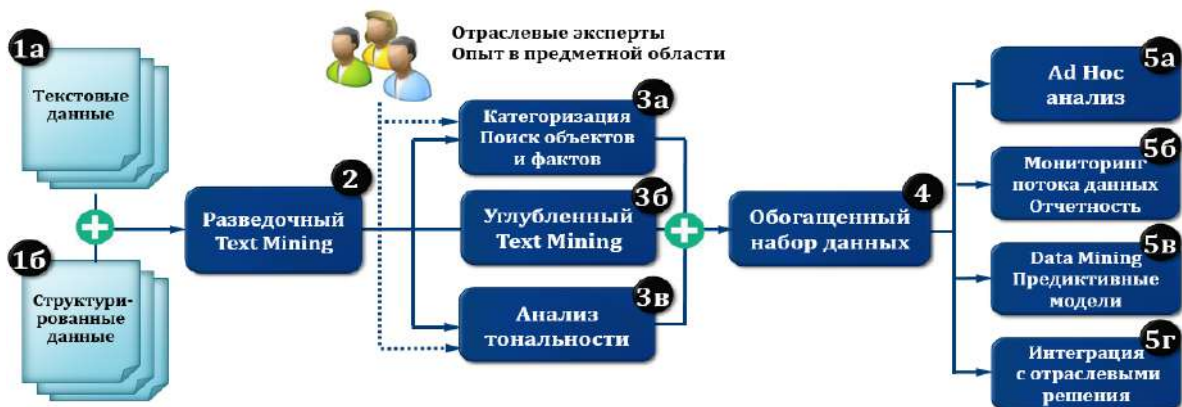 1а
Текстовые
данные
1б
Структури-
рованные
данные
Отраслевые эксперты
Опыт в предметной области
2
Разведочный
Text Mining
3а
Категоризация
Поиск объектов
и фактов
3б
Углубленный
Text Mining
3в
Анализ
тональности
4
Обогащенный
набор данных
5а
Ad Hoc
анализ
5б
Мониторинг
потока данных
Отчетность
5в
Data Mining
Предиктивные
модели
5г
Интеграция
с отраслевыми
решения